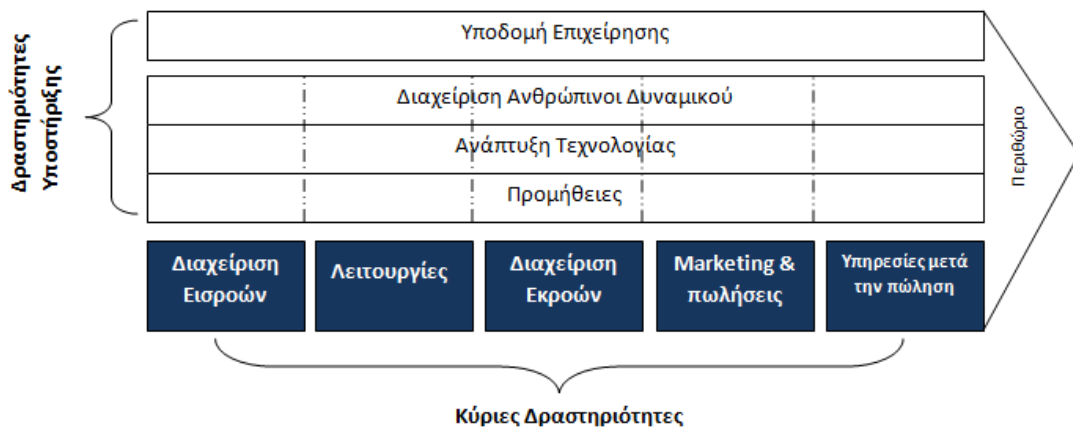 Δραστηριότητες
Υποστήριξης
Υποδομή Επιχείρησης
Διαχείριση Ανθρώπινοι Δυναμικού
Ανάπτυξη Τεχνολογίας
Προμήθειες
Περιθώριο
Διαχείριση
Εισροών
Λειτουργίες
Διαχείριση
Εκροών
Marketing &
πωλήσεις
Υπηρεσίες μετά
την πώληση
Κύριες Δραστηριότητες